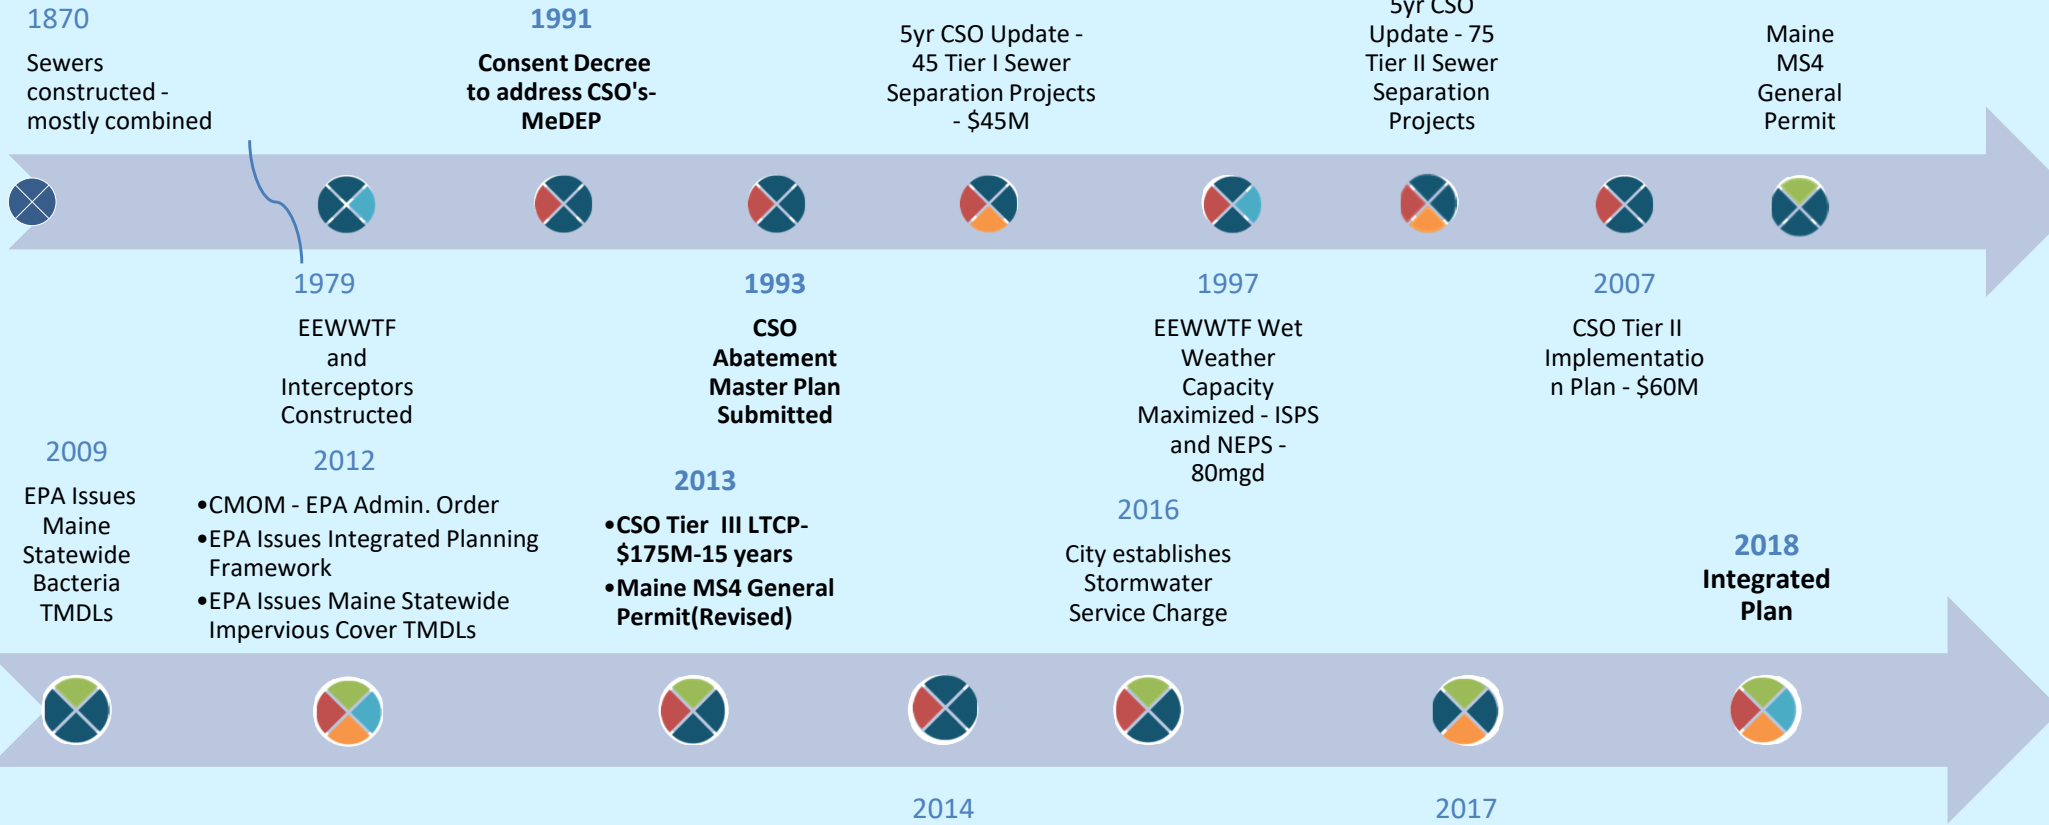 1870
Sewers
constructed -
mostly combined
1991
Consent Decree
to address CSO's-
MeDEP
5yr CSO Update -
45 Tier I Sewer
Separation Projects
- $45M
5yr CSO
Update - 75
Tier II Sewer
Separation
Projects
Maine
MS4
General
Permit
1979
EEWWTF
and
Interceptors
Constructed
1993
CSO
Abatement
Master Plan
Submitted
1997
EEWWTF Wet
Weather
Capacity
Maximized - ISPS
and NEPS -
80mgd
2007
CSO Tier II
Implementatio
n Plan - $60M
2009
EPA Issues
Maine
Statewide
Bacteria
TMDLs
2012
•CMOM - EPA Admin. Order
•EPA Issues Integrated Planning
Framework
•EPA Issues Maine Statewide
Impervious Cover TMDLs
2013
•CSO Tier  III LTCP-
$175M-15 years
•Maine MS4 General
Permit(Revised)
2016
City establishes
Stormwater
Service Charge
2018
Integrated
Plan
2014
2017